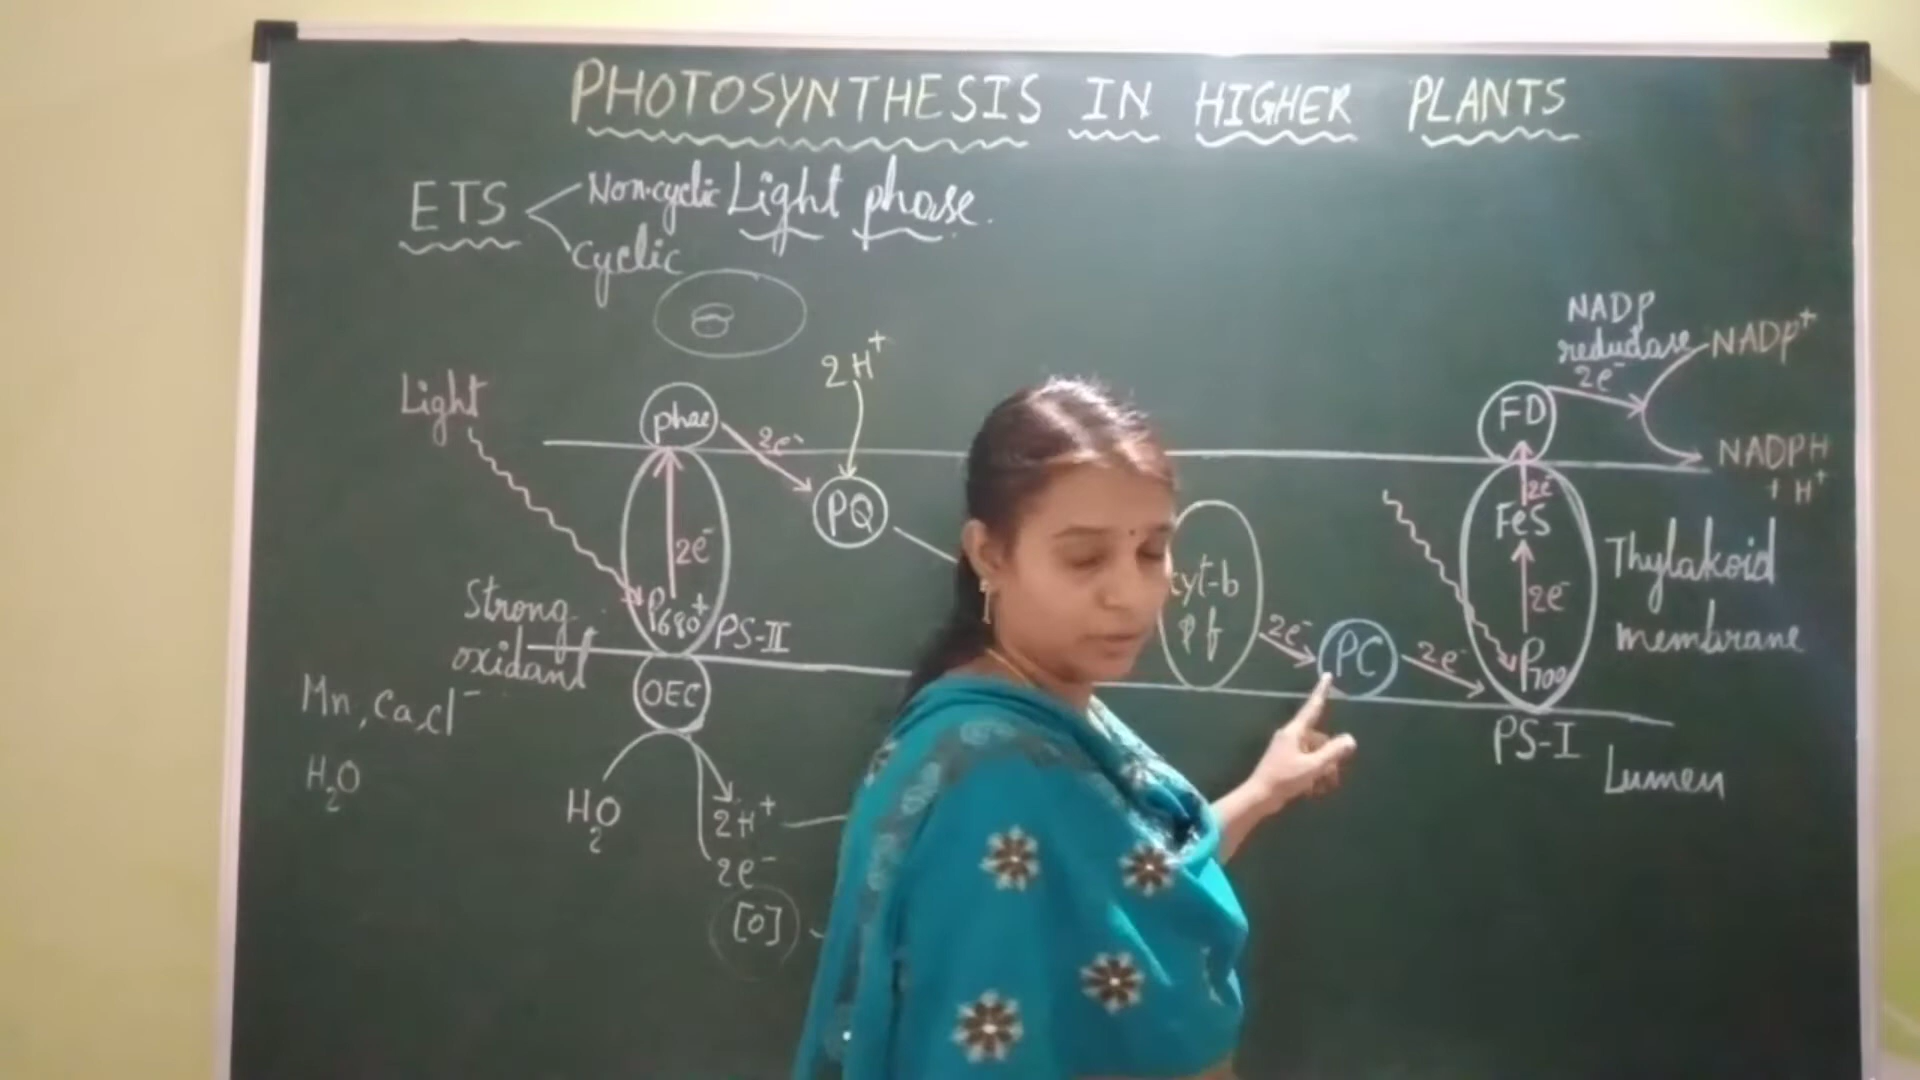 PHOTOSYNTHESIS IN HIGHER PLANTS
ETS
Non-cyclic
Light phase.
Cyclic
Light
phae
2e⁻
2H⁺
PQ
2e⁻
P680⁺
PS-II
Strong
oxidant
OEC
Mn, Ca, Cl⁻
H₂O
H₂O
2H⁺
2e⁻
[O]
cyt-b
2e⁻
PC
2e⁻
NADP
reductase
NADP⁺
2e⁻
FD
NADPH
+ H⁺
2e⁻
FeS
2e⁻
P700
PS-I
Thylakoid
membrane
Lumen